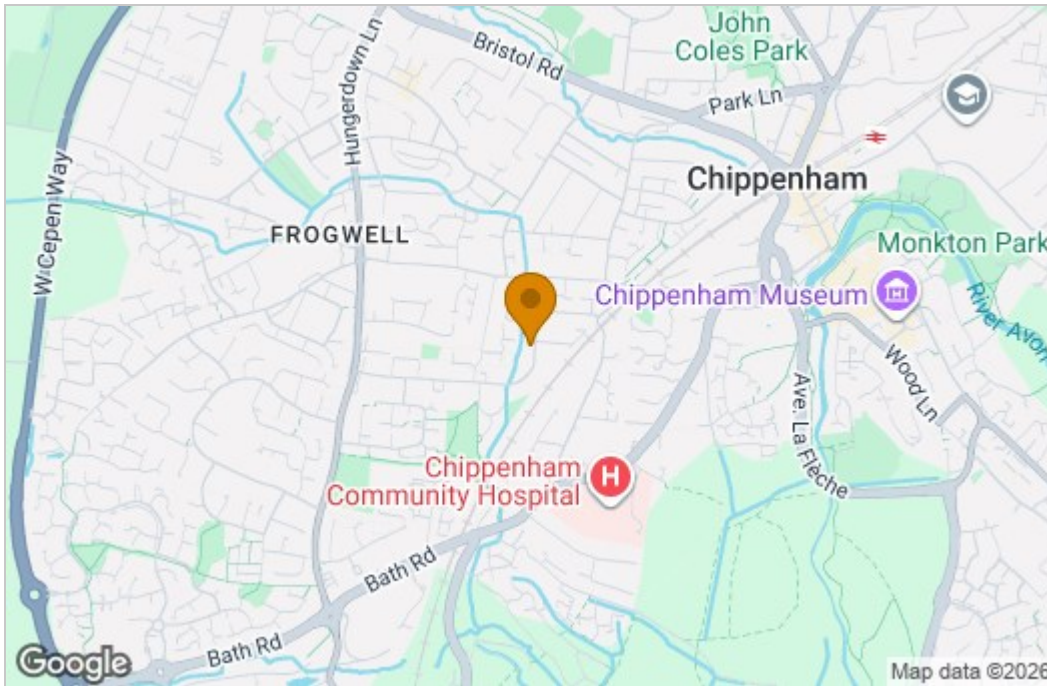 John
Coles Park
Bristol Rd
Park Ln
Hungerdown Ln
W Cepen Way
Chippenham
FROGWELL
Monkton Park
Chippenham Museum
River Avon
Wood Ln
Ave. La Flèche
Chippenham
Community Hospital
H
Bath Rd
Bath Rd
Google
Map data ©2026